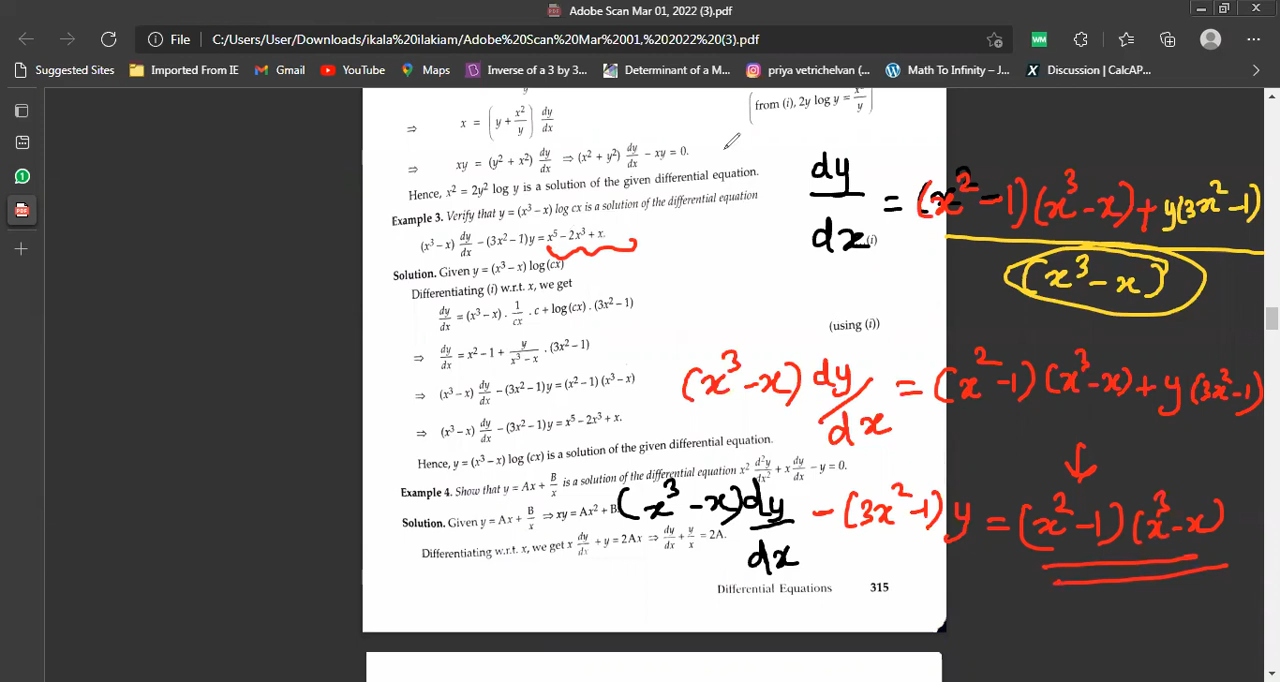 Adobe Scan Mar 01, 2022 (3).pdf
File C:/Users/User/Downloads/ikala%20ilakiam/Adobe%20Scan%20Mar%2001,%202022%20(3).pdf
Suggested Sites Imported From IE Gmail YouTube Maps Inverse of a 3 by 3... Determinant of a M... priya vetrichelvan (... Math To Infinity – J... Discussion | CalcAP...
⇒ x = (y + x²/y) dy/dx
(from (i), 2y log y = x²/y)
⇒ xy = (y² + x²) dy/dx ⇒ (x² + y²) dy/dx − xy = 0.
Hence, x² = 2y² log y is a solution of the given differential equation.
Example 3. Verify that y = (x³ − x) log cx is a solution of the differential equation
(x³ − x) dy/dx − (3x² − 1)y = x⁵ − 2x³ + x.
Solution. Given y = (x³ − x) log(cx)
(i)
Differentiating (i) w.r.t. x, we get
dy/dx = (x³ − x) . 1/cx . c + log(cx) . (3x² − 1)
(using (i))
⇒ dy/dx = x² − 1 + y/x³ − x . (3x² − 1)
⇒ (x³ − x) dy/dx − (3x² − 1)y = (x² − 1) (x³ − x)
⇒ (x³ − x) dy/dx − (3x² − 1)y = x⁵ − 2x³ + x.
Hence, y = (x³ − x) log (cx) is a solution of the given differential equation.
Example 4. Show that y = Ax + B/x is a solution of the differential equation x² d²y/dx² + x dy/dx − y = 0.
Solution. Given y = Ax + B/x ⇒ xy = Ax² + B
Differentiating w.r.t. x, we get x dy/dx + y = 2Ax ⇒ dy/dx + y/x = 2A.
Differential Equations 315
dy/dx = (x² − 1)(x³ − x) + y(3x² − 1)
(x³ − x)
(x³ − x) dy/dx = (x² − 1) (x³ − x) + y (3x² − 1)
↓
(x³ − x) dy/dx − (3x² − 1) y = (x² − 1) (x³ − x)